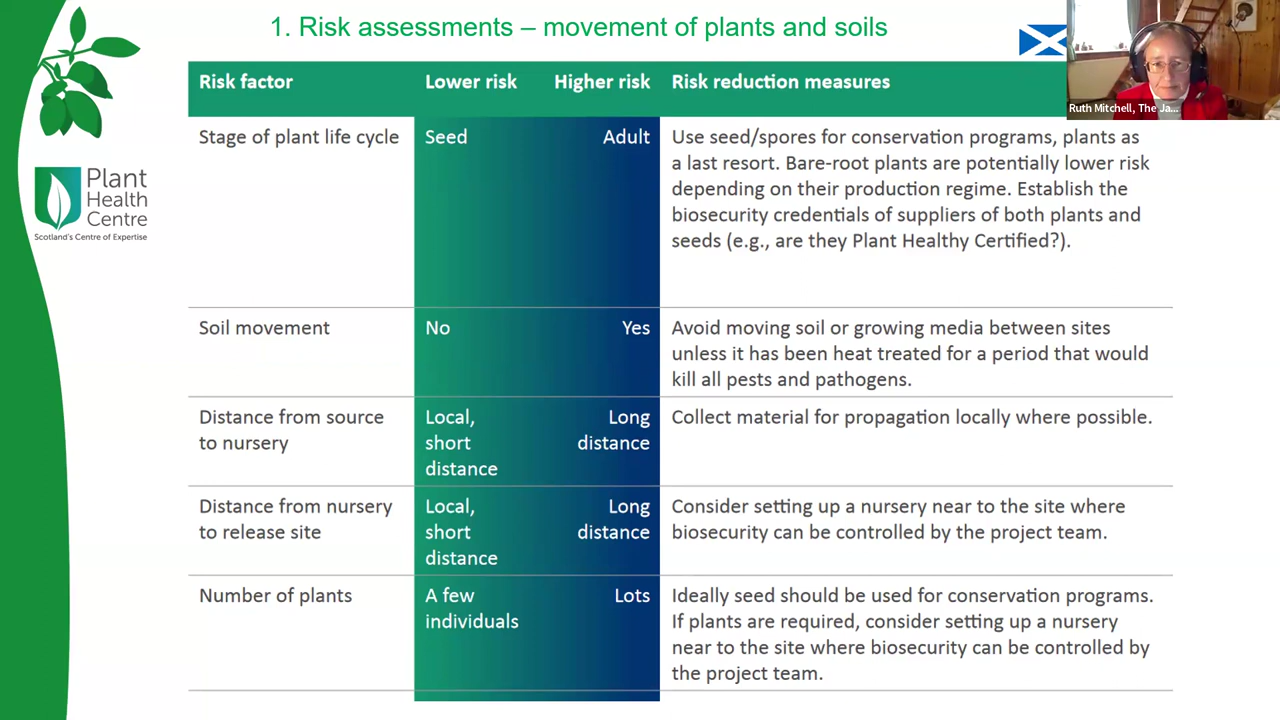 1. Risk assessments – movement of plants and soils
Ruth Mitchell, The Ja...
Plant
Health
Centre
Scotland's Centre of Expertise
Risk factor Lower risk Higher risk Risk reduction measures
Stage of plant life cycle Seed Adult Use seed/spores for conservation programs, plants as
a last resort. Bare-root plants are potentially lower risk
depending on their production regime. Establish the
biosecurity credentials of suppliers of both plants and
seeds (e.g., are they Plant Healthy Certified?).
Soil movement No Yes Avoid moving soil or growing media between sites
unless it has been heat treated for a period that would
kill all pests and pathogens.
Distance from source Local, Long Collect material for propagation locally where possible.
to nursery short distance
distance
Distance from nursery Local, Long Consider setting up a nursery near to the site where
to release site short distance biosecurity can be controlled by the project team.
distance
Number of plants A few Lots Ideally seed should be used for conservation programs.
individuals If plants are required, consider setting up a nursery
near to the site where biosecurity can be controlled by
the project team.